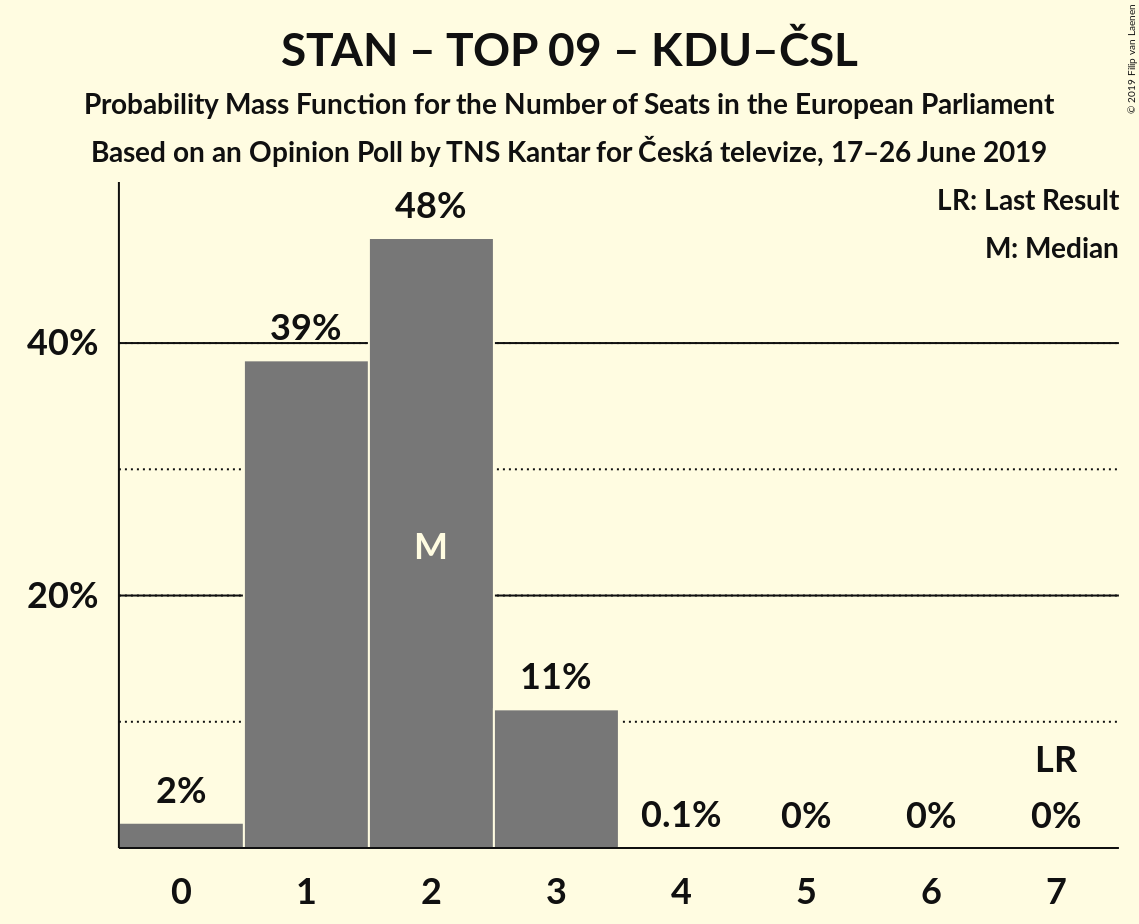 STAN – TOP 09 – KDU–ČSL
Probability Mass Function for the Number of Seats in the European Parliament
Based on an Opinion Poll by TNS Kantar for Česká televize, 17–26 June 2019
© 2019 Filip van Laenen
LR: Last Result
M: Median
48%
39%
40%
M
20%
11%
LR
2%
0.1% 0% 0% 0%
0 1 2 3 4 5 6 7